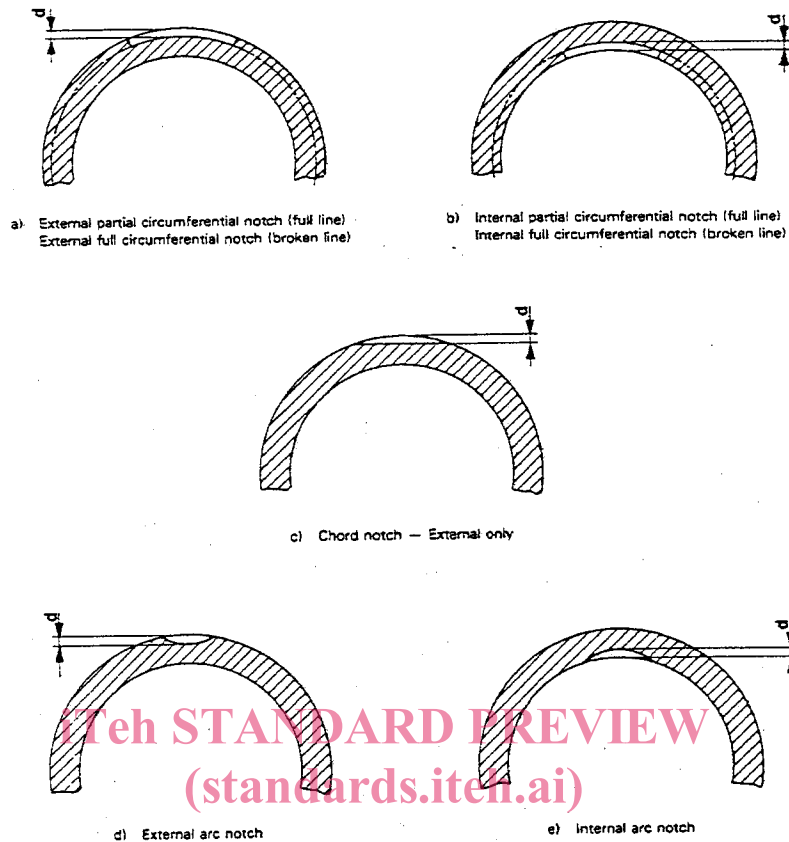 d
d
a) External partial circumferential notch (full line)
External full circumferential notch (broken line)
b) Internal partial circumferential notch (full line)
Internal full circumferential notch (broken line)
d
c) Chord notch — External only
d
d
iTeh STANDARD PREVIEW
(standards.iteh.ai)
d) External arc notch
e) Internal arc notch